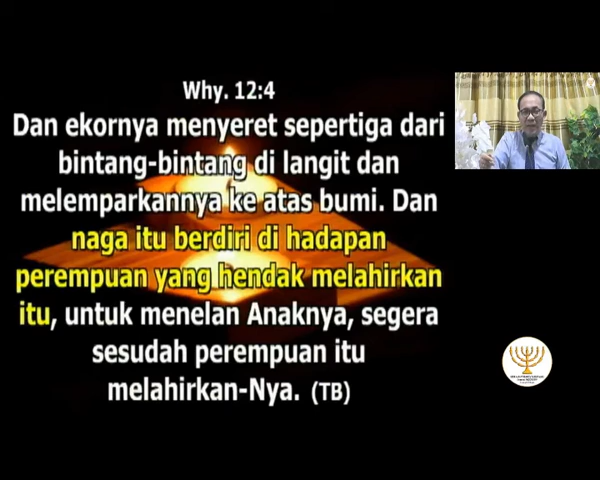 Why. 12:4
Dan ekornya menyeret sepertiga dari
bintang-bintang di langit dan
melemparkannya ke atas bumi. Dan
naga itu berdiri di hadapan
perempuan yang hendak melahirkan
itu, untuk menelan Anaknya, segera
sesudah perempuan itu
melahirkan-Nya. (TB)